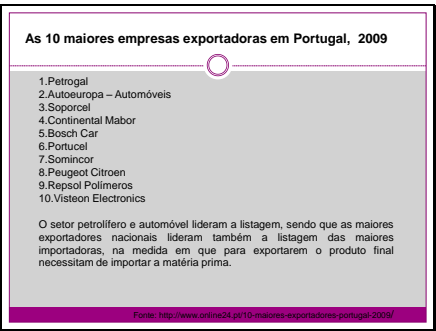 As 10 maiores empresas exportadoras em Portugal, 2009
1.Petrogal
2.Autoeuropa – Automóveis
3.Soporcel
4.Continental Mabor
5.Bosch Car
6.Portucel
7.Somincor
8.Peugeot Citroen
9.Repsol Polímeros
10.Visteon Electronics
O setor petrolífero e automóvel lideram a listagem, sendo que as maiores
exportadores nacionais lideram também a listagem das maiores
importadoras, na medida em que para exportarem o produto final
necessitam de importar a matéria prima.
Fonte: http://www.online24.pt/10-maiores-exportadores-portugal-2009/